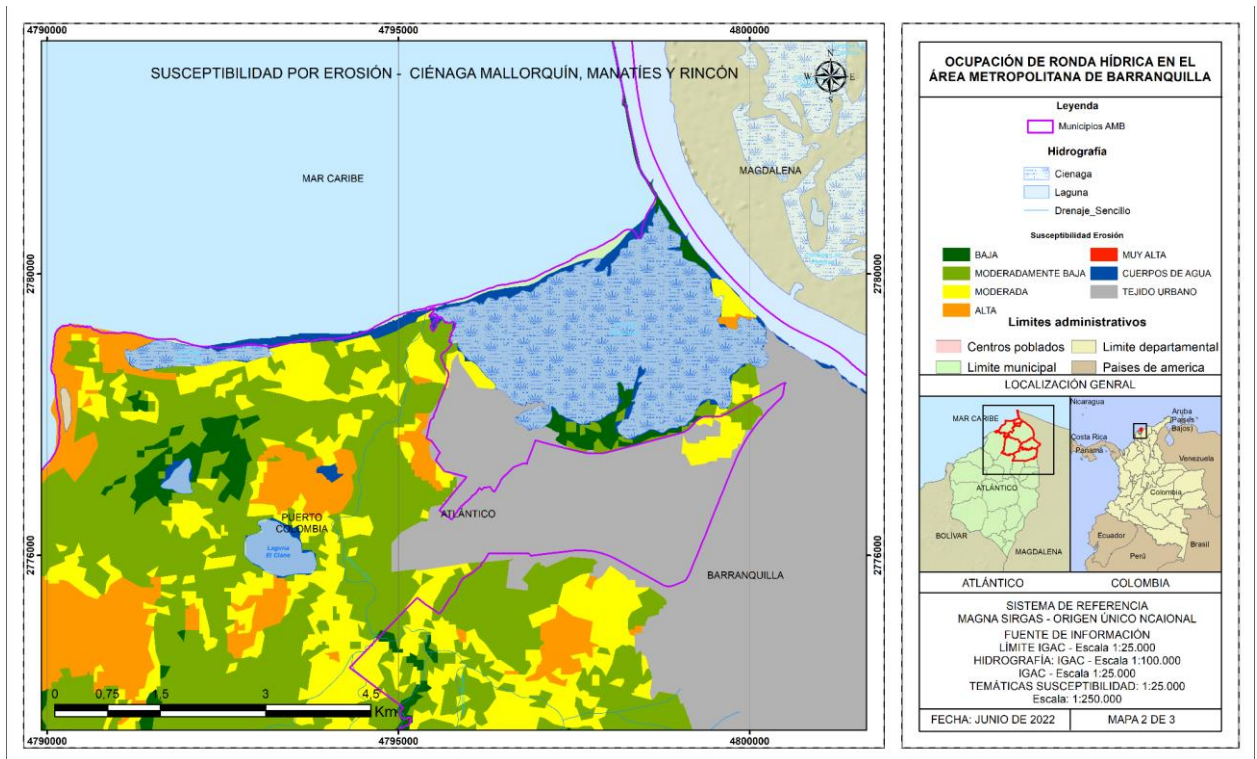 4790000
4795000
4800000
SUSCEPTIBILIDAD POR EROSIÓN - CIÉNAGA MALLORQUÍN, MANATÍES Y RINCÓN
N
W
E
S
MAR CARIBE
MAGDALENA
2780000
2780000
PUERTO
COLOMBIA
ATLÁNTICO
Laguna
El Cisne
2776000
2776000
BARRANQUILLA
0 0,75 1,5 3 4,5
Km
4790000
4795000
4800000
OCUPACIÓN DE RONDA HÍDRICA EN EL
ÁREA METROPOLITANA DE BARRANQUILLA
Leyenda
Municipios AMB
Hidrografía
Cienaga
Laguna
Drenaje_Sencillo
Susceptibilidad Erosión
BAJA
MODERADAMENTE BAJA
MODERADA
ALTA
MUY ALTA
CUERPOS DE AGUA
TEJIDO URBANO
Limites administrativos
Centros poblados
Limite departamental
Limite municipal
Paises de america
LOCALIZACIÓN GENRAL
MAR CARIBE
ATLÁNTICO
BOLÍVAR
MAGDALENA
Nicaragua
Aruba
(Países
Bajos)
Costa Rica
Panamá
Venezuela
Colombia
Ecuador
Perú
Brasil
ATLÁNTICO
COLOMBIA
SISTEMA DE REFERENCIA
MAGNA SIRGAS - ORIGEN ÚNICO NCAIONAL
FUENTE DE INFORMACIÓN
LÍMITE IGAC - Escala 1:25.000
HIDROGRAFÍA: IGAC - Escala 1:100.000
IGAC - Escala 1:25.000
TEMÁTICAS SUSCEPTIBILIDAD: 1:25.000
Escala: 1:250.000
FECHA: JUNIO DE 2022
MAPA 2 DE 3